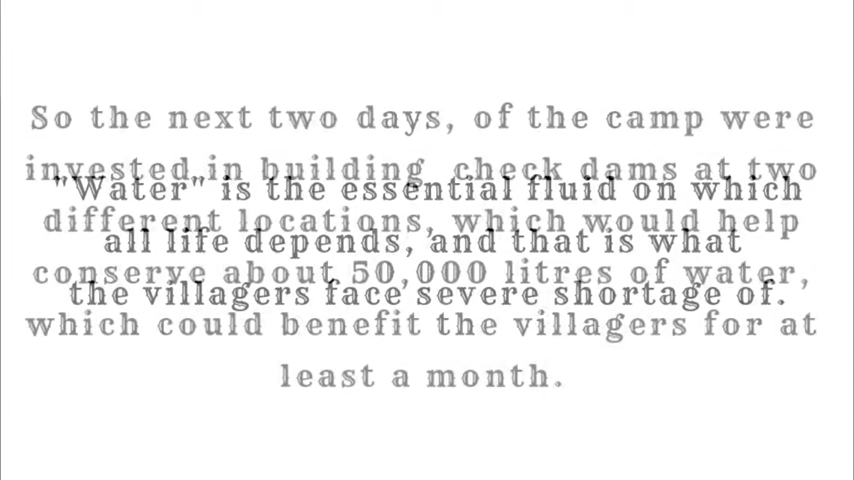 So the next two days, of the camp were
invested in building  check dams at two
"Water" is the essential fluid on which
different locations, which would help
all life depends, and that is what
conserve about 50,000 litres of water,
the villagers face severe shortage of.
which could benefit the villagers for at
least a month.